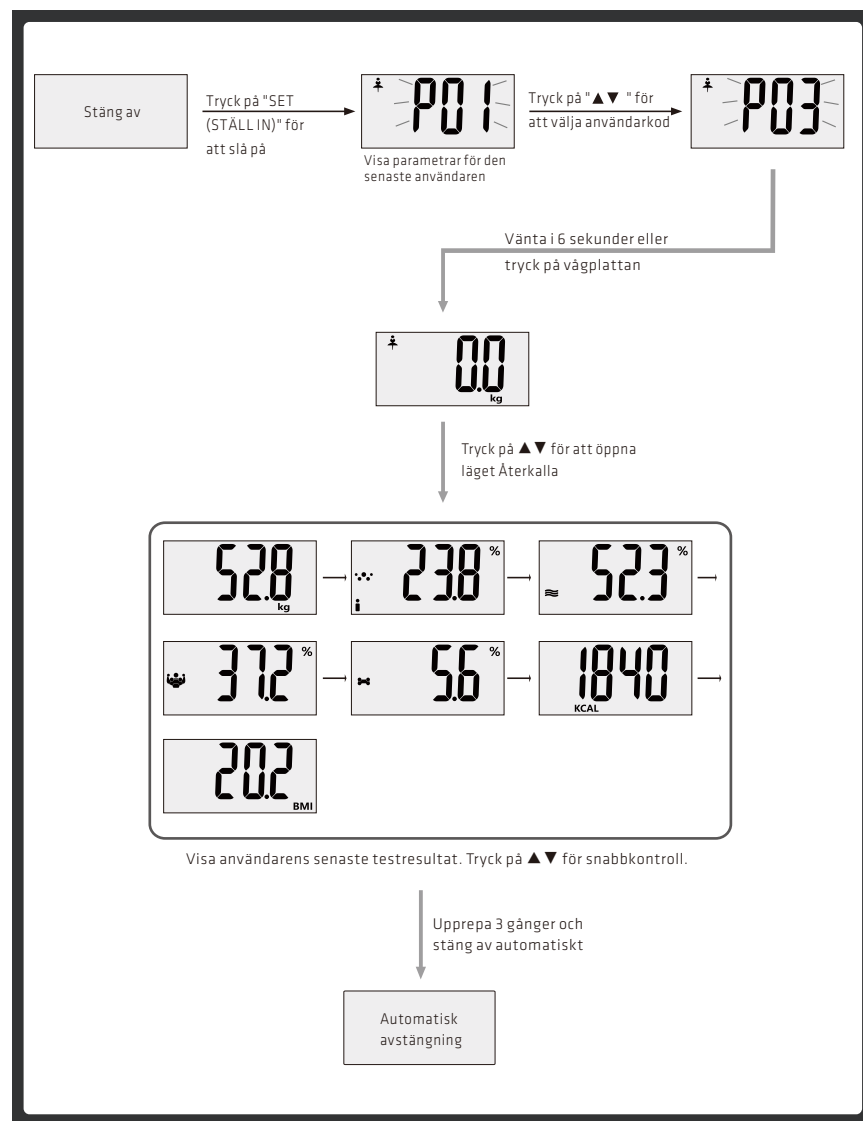 Stäng av
Tryck på "SET
(STÄLL IN)" för
att slå på
P01
Visa parametrar för den
senaste användaren
Tryck på "▲▼ " för
att välja användarkod
P03
Vänta i 6 sekunder eller
tryck på vågplattan
0.0
kg
Tryck på ▲▼ för att öppna
läget Återkalla
52.8
kg
23.8 %
52.3 %
37.2 %
5.6 %
1840
KCAL
20.2
BMI
Visa användarens senaste testresultat. Tryck på ▲▼ för snabbkontroll.
Upprepa 3 gånger och
stäng av automatiskt
Automatisk
avstängning